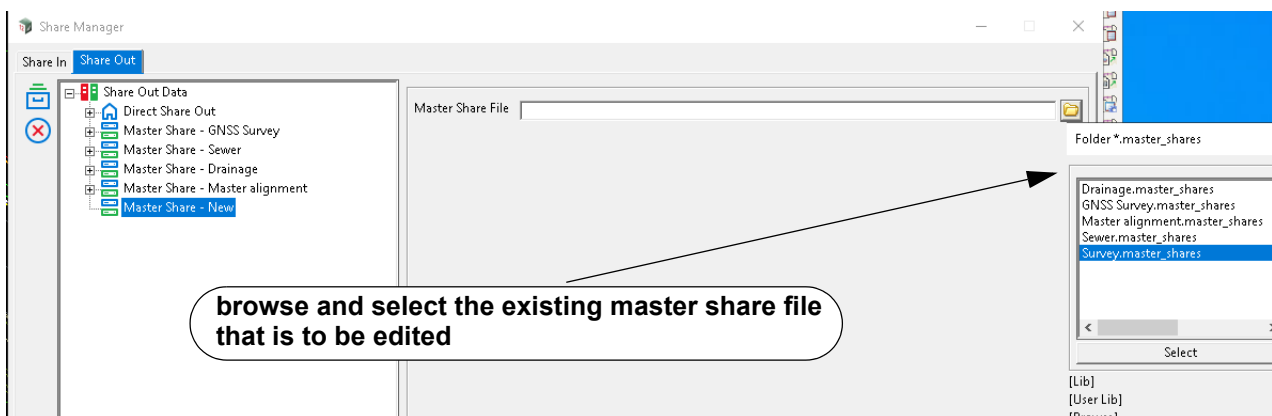 Share Manager
Share In
Share Out
Share Out Data
Direct Share Out
Master Share - GNSS Survey
Master Share - Sewer
Master Share - Drainage
Master Share - Master alignment
Master Share - New
Master Share File
Folder *.master_shares
Drainage.master_shares
GNSS Survey.master_shares
Master alignment.master_shares
Sewer.master_shares
Survey.master_shares
Select
[Lib]
[User Lib]
browse and select the existing master share file
that is to be edited